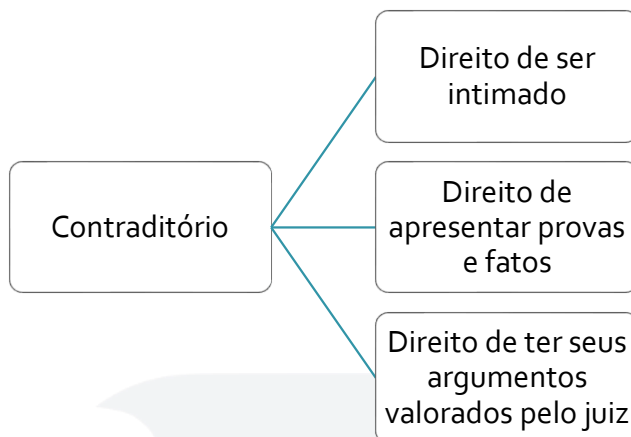 Direito de ser
intimado
Contraditório
Direito de
apresentar provas
e fatos
Direito de ter seus
argumentos
valorados pelo juiz